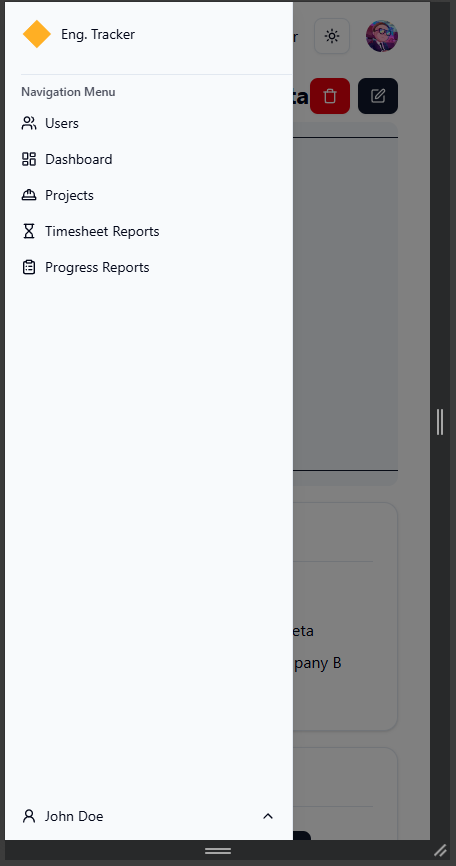 Eng. Tracker
r
ta
Navigation Menu
Users
Dashboard
Projects
Timesheet Reports
Progress Reports
eta
pany B
John Doe